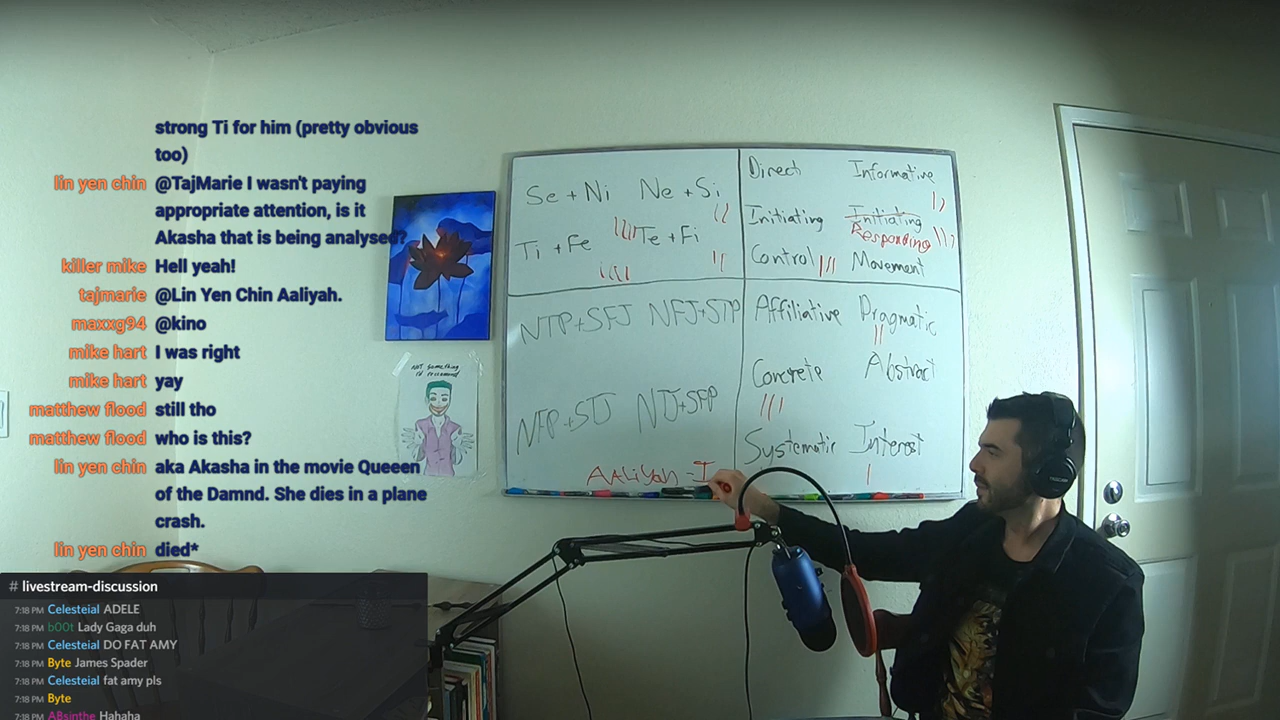 strong Ti for him (pretty obvious
too)
lin yen chin @TajMarie I wasn't paying
appropriate attention, is it
Akasha that is being analysed?
killer mike Hell yeah!
tajmarie @Lin Yen Chin Aaliyah.
maxxg94 @kino
mike hart I was right
mike hart yay
matthew flood still tho
matthew flood who is this?
lin yen chin aka Akasha in the movie Queeen
of the Damnd. She dies in a plane
crash.
lin yen chin died*
# livestream-discussion
7:18 PM Celesteial ADELE
7:18 PM b00t Lady Gaga duh
7:18 PM Celesteial DO FAT AMY
7:18 PM Byte James Spader
7:18 PM Celesteial fat amy pls
7:18 PM Byte
7:18 PM ABsinthe Hahaha
NOT something
I'd recommend
Se + Ni Ne + Si
Ti + Fe Te + Fi
NTP+SFJ NFJ+STP
NFP+STJ NTJ+SFP
Aaliyah - I
Direct Informative
Initiating Initiating
Responding
Control Movement
Affiliative Pragmatic
Concrete Abstract
Systematic Interest